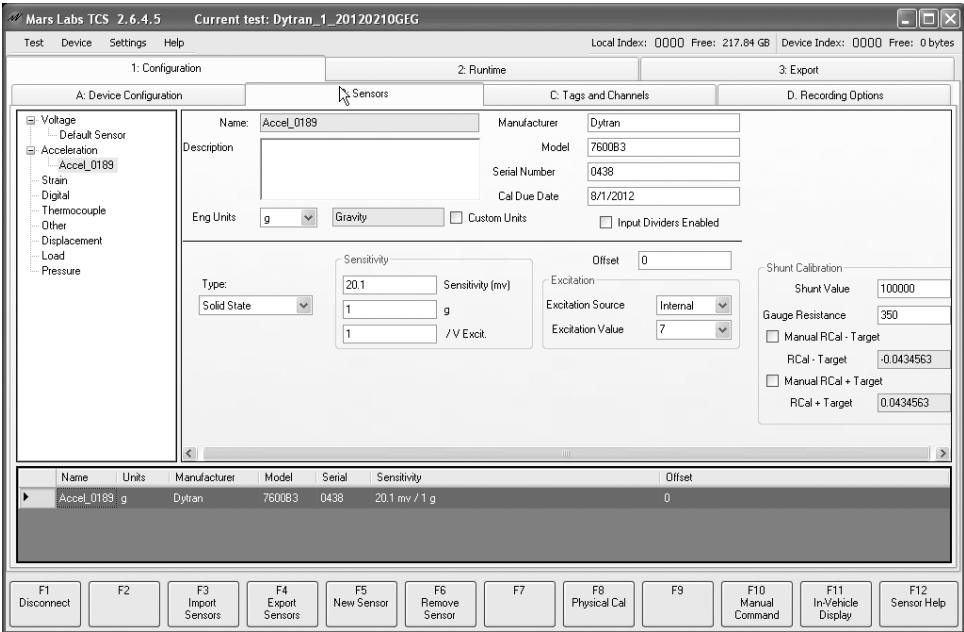 Mars Labs TCS 2.6.4.5 Current test: Dytran_1_20120210GEG
Test Device Settings Help Local Index: 0000 Free: 217.84 GB Device Index: 0000 Free: 0 bytes
1: Configuration 2: Runtime 3: Export
A: Device Configuration Sensors C: Tags and Channels D. Recording Options
Voltage
Default Sensor
Acceleration
Accel_0189
Strain
Digital
Thermocouple
Other
Displacement
Load
Pressure
Name: Accel_0189 Manufacturer Dytran
Description Model 7600B3
Serial Number 0438
Cal Due Date 8/1/2012
Eng Units g Gravity Custom Units Input Dividers Enabled
Offset 0
Type:
Solid State
Sensitivity
20.1 Sensitivity (mv)
1 g
1 / V Excit.
Excitation
Excitation Source Internal
Excitation Value 7
Shunt Calibration
Shunt Value 100000
Gauge Resistance 350
Manual RCal - Target
RCal - Target -0.0434563
Manual RCal + Target
RCal + Target 0.0434563
Name Units Manufacturer Model Serial Sensitivity Offset
Accel_0189 g Dytran 7600B3 0438 20.1 mv / 1 g 0
F1 Disconnect
F2
F3 Import Sensors
F4 Export Sensors
F5 New Sensor
F6 Remove Sensor
F7
F8 Physical Cal
F9
F10 Manual Command
F11 In-Vehicle Display
F12 Sensor Help